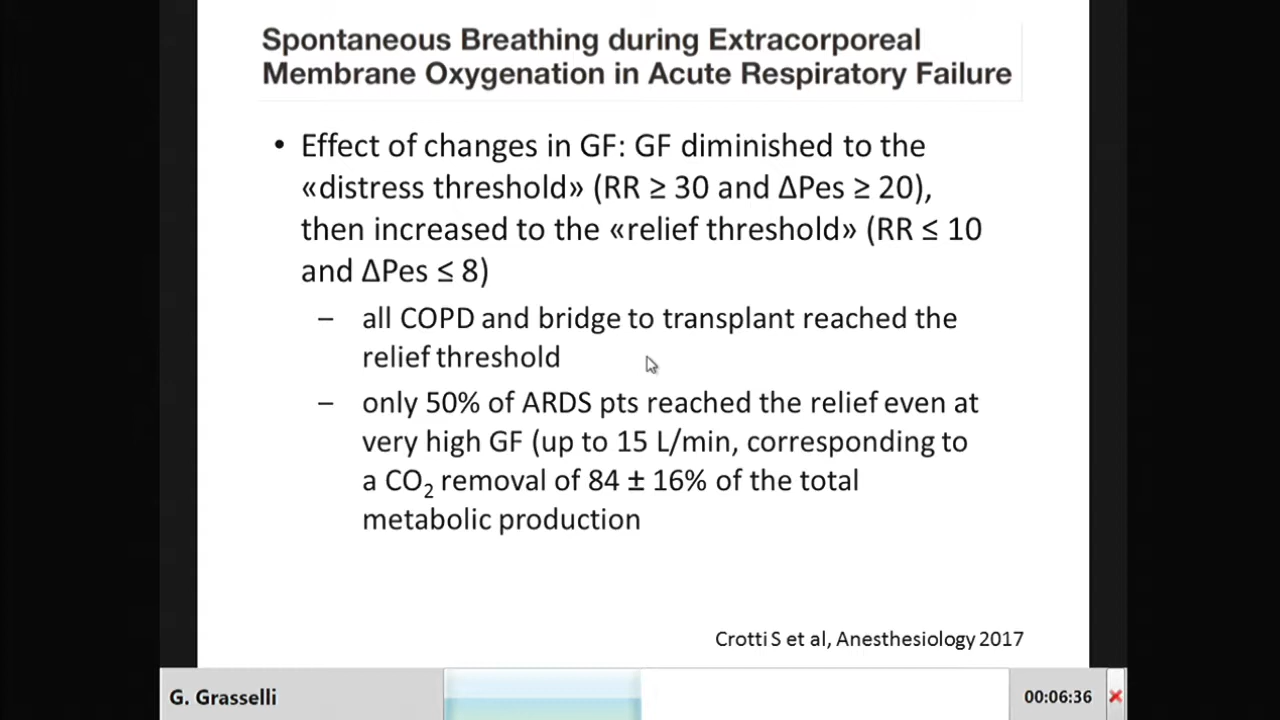 Spontaneous Breathing during Extracorporeal
Membrane Oxygenation in Acute Respiratory Failure
• Effect of changes in GF: GF diminished to the
«distress threshold» (RR ≥ 30 and ΔPes ≥ 20),
then increased to the «relief threshold» (RR ≤ 10
and ΔPes ≤ 8)
– all COPD and bridge to transplant reached the
relief threshold
– only 50% of ARDS pts reached the relief even at
very high GF (up to 15 L/min, corresponding to
a CO₂ removal of 84 ± 16% of the total
metabolic production
Crotti S et al, Anesthesiology 2017
G. Grasselli
00:06:36